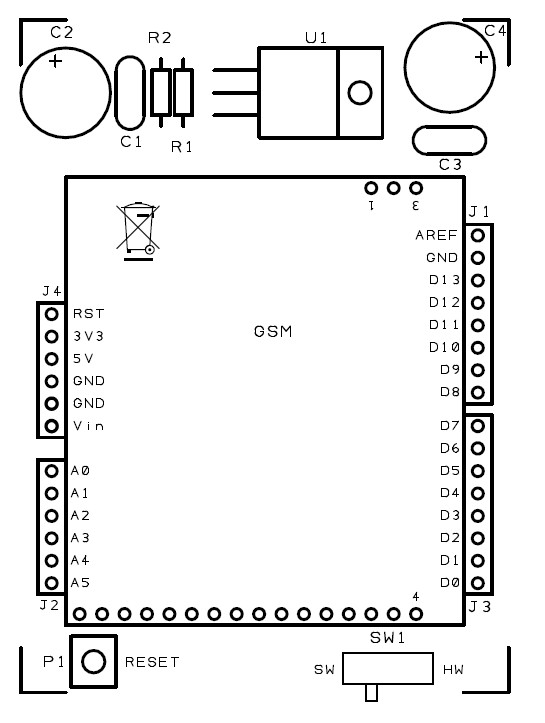 C2
R2
U1
C4
+
+
C1
R1
C3
1
3
J1
AREF
GND
D13
J4
D12
RST
GSM
D11
3V3
D10
5V
D9
GND
D8
GND
Vin
D7
D6
A0
D5
A1
D4
A2
D3
A3
D2
A4
D1
A5
D0
4
J2
J3
SW1
P1
RESET
SW
HW